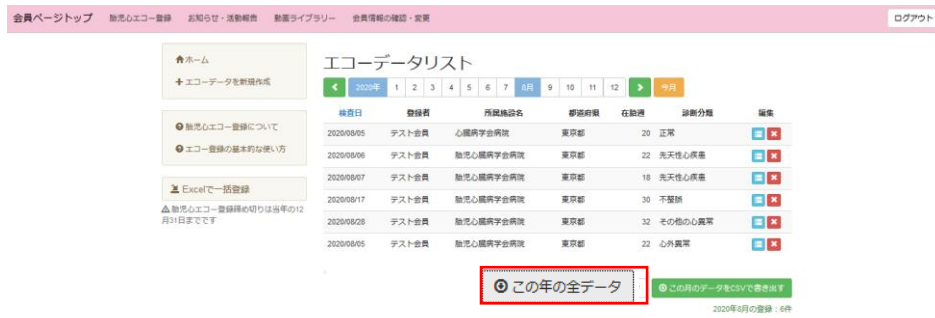 会員ページトップ 胎児心エコー登録 お知らせ・活動報告 動画ライブラリー 会員情報の確認・変更 ログアウト
ホーム
エコーデータを新規作成
胎児心エコー登録について
エコー登録の基本的な使い方
Excelで一括登録
胎児心エコー登録締め切りは当年の12
月31日までです
エコーデータリスト
2020年 1 2 3 4 5 6 7 8月 9 10 11 12 今月
検査日 登録者 所属施設名 都道府県 在胎週 診断分類 編集
2020/08/05 テスト会員 心臓病学会病院 東京都 20 正常
2020/08/06 テスト会員 胎児心臓病学会病院 東京都 22 先天性心疾患
2020/08/07 テスト会員 胎児心臓病学会病院 東京都 18 先天性心疾患
2020/08/17 テスト会員 胎児心臓病学会病院 東京都 30 不整脈
2020/08/28 テスト会員 胎児心臓病学会病院 東京都 32 その他の心異常
2020/08/05 テスト会員 胎児心臓病学会病院 東京都 22 心外異常
この年の全データ この月のデータをCSVで書き出す
2020年8月の登録：6件